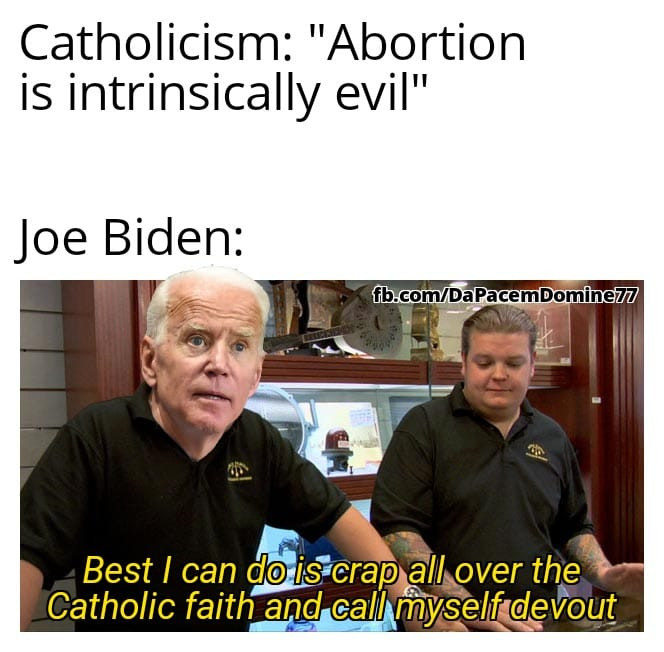 Catholicism: "Abortion
is intrinsically evil"
Joe Biden:
fb.com/DaPacemDomine77
Best I can do is crap all over the
Catholic faith and call myself devout